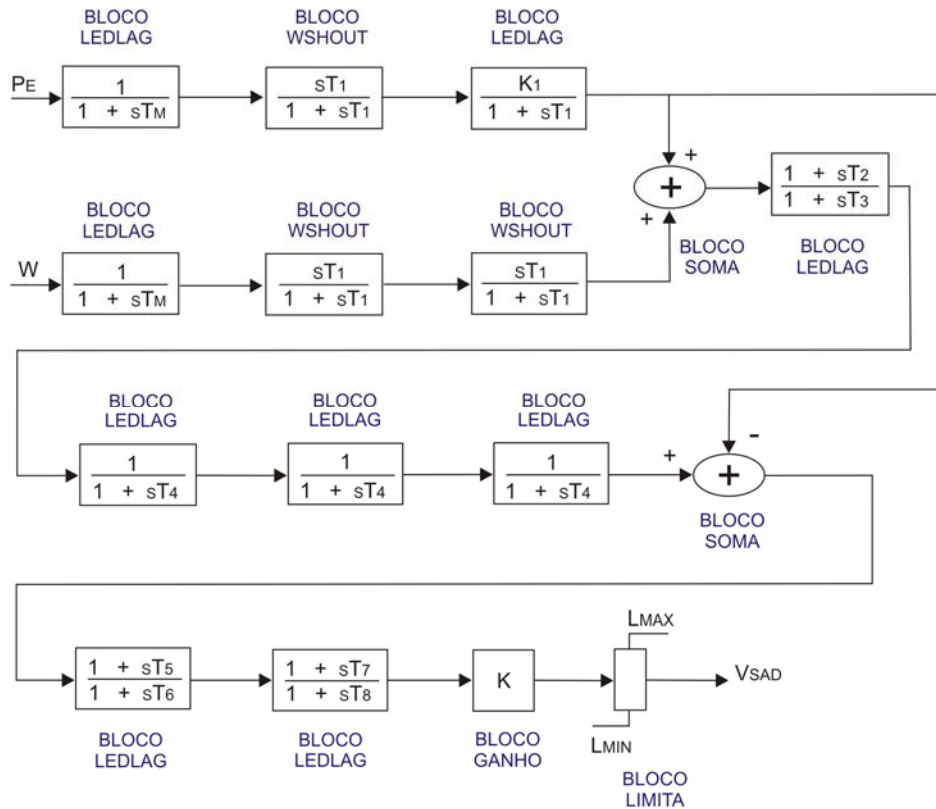 BLOCO
LEDLAG
BLOCO
WSHOUT
BLOCO
LEDLAG
PE
1
1 + sTM
sT1
1 + sT1
K1
1 + sT1
+
+
+
1 + sT2
1 + sT3
BLOCO
SOMA
BLOCO
LEDLAG
BLOCO
LEDLAG
BLOCO
WSHOUT
BLOCO
WSHOUT
W
1
1 + sTM
sT1
1 + sT1
sT1
1 + sT1
BLOCO
LEDLAG
BLOCO
LEDLAG
BLOCO
LEDLAG
1
1 + sT4
1
1 + sT4
1
1 + sT4
+
-
+
BLOCO
SOMA
1 + sT5
1 + sT6
1 + sT7
1 + sT8
K
LMAX
LMIN
VSAD
BLOCO
LEDLAG
BLOCO
LEDLAG
BLOCO
GANHO
BLOCO
LIMITA